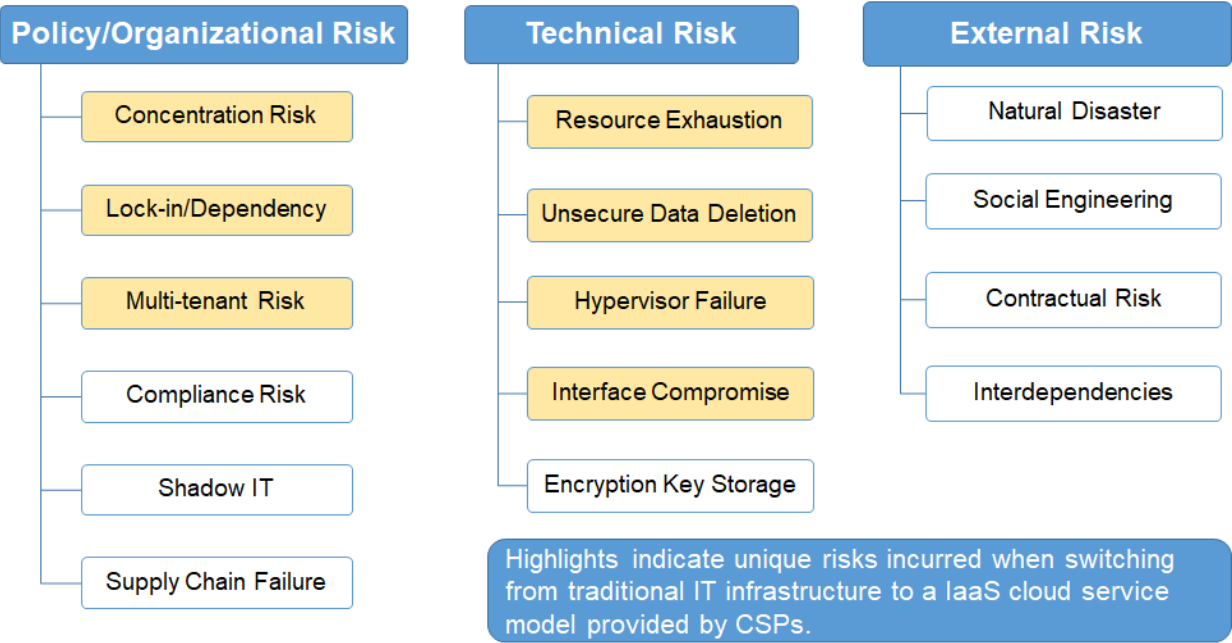 Policy/Organizational Risk
Concentration Risk
Lock-in/Dependency
Multi-tenant Risk
Compliance Risk
Shadow IT
Supply Chain Failure
Technical Risk
Resource Exhaustion
Unsecure Data Deletion
Hypervisor Failure
Interface Compromise
Encryption Key Storage
External Risk
Natural Disaster
Social Engineering
Contractual Risk
Interdependencies
Highlights indicate unique risks incurred when switching
from traditional IT infrastructure to a IaaS cloud service
model provided by CSPs.